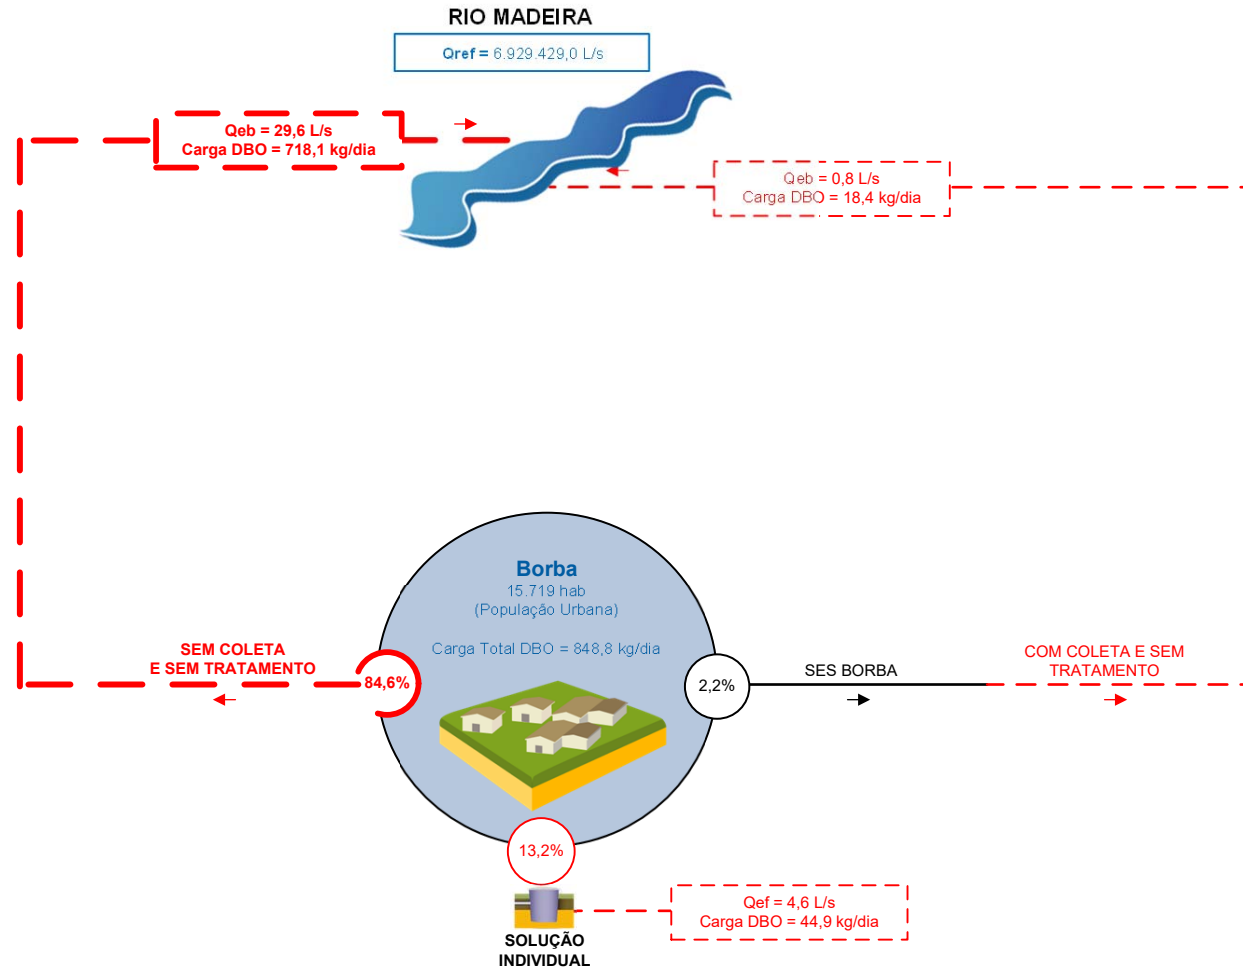 RIO MADEIRA
Qref = 6.929.429,0 L/s
Qeb = 29,6 L/s
Carga DBO = 718,1 kg/dia
Qeb = 0,8 L/s
Carga DBO = 18,4 kg/dia
Borba
15.719 hab
(População Urbana)
Carga Total DBO = 848,8 kg/dia
SEM COLETA
E SEM TRATAMENTO
84,6%
2,2%
SES BORBA
COM COLETA E SEM
TRATAMENTO
13,2%
Qef = 4,6 L/s
Carga DBO = 44,9 kg/dia
SOLUÇÃO
INDIVIDUAL